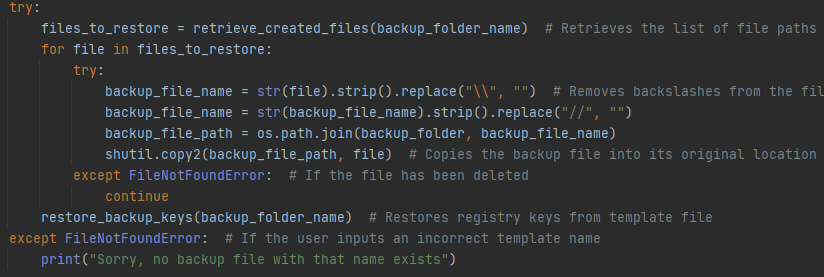 try:
    files_to_restore = retrieve_created_files(backup_folder_name)  # Retrieves the list of file paths
    for file in files_to_restore:
        try:
            backup_file_name = str(file).strip().replace("\\", "")  # Removes backslashes from the fil
            backup_file_name = str(backup_file_name).strip().replace("//", "")
            backup_file_path = os.path.join(backup_folder, backup_file_name)
            shutil.copy2(backup_file_path, file)  # Copies the backup file into its original location
        except FileNotFoundError:  # If the file has been deleted
            continue
    restore_backup_keys(backup_folder_name)  # Restores registry keys from template file
except FileNotFoundError:  # If the user inputs an incorrect template name
    print("Sorry, no backup file with that name exists")